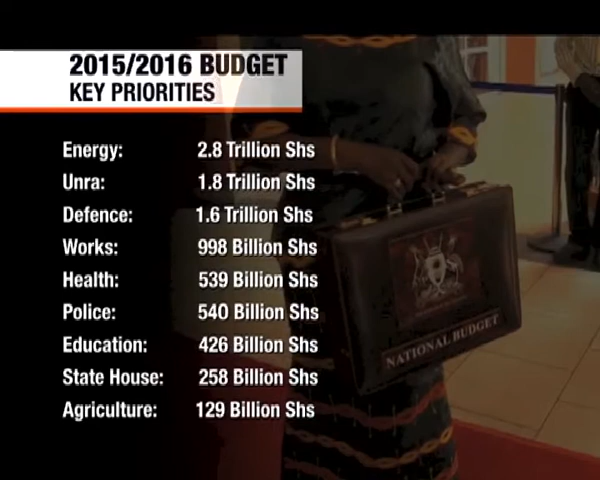 2015/2016 BUDGET
KEY PRIORITIES
Energy: 2.8 Trillion Shs
Unra: 1.8 Trillion Shs
Defence: 1.6 Trillion Shs
Works: 998 Billion Shs
Health: 539 Billion Shs
Police: 540 Billion Shs
Education: 426 Billion Shs
State House: 258 Billion Shs
Agriculture: 129 Billion Shs
NATIONAL BUDGET